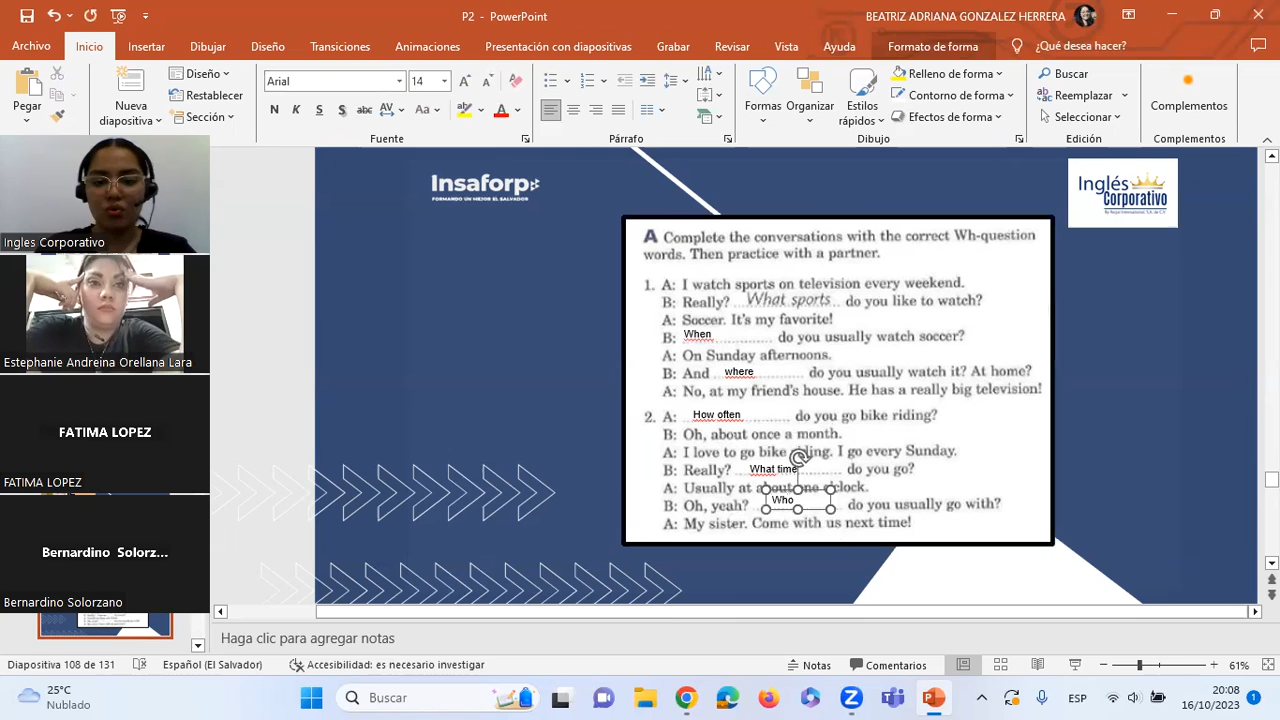 P2 - PowerPoint
BEATRIZ ADRIANA GONZALEZ HERRERA
Archivo Inicio Insertar Dibujar Diseño Transiciones Animaciones Presentación con diapositivas Grabar Revisar Vista Ayuda Formato de forma ¿Qué desea hacer?
Pegar
Nueva diapositiva
Diseño
Restablecer
Sección
Arial 14
N K S S abc AV Aa A
Formas Organizar Estilos rápidos
Relleno de forma
Contorno de forma
Efectos de forma
Buscar
Reemplazar
Seleccionar
Complementos
Fuente Párrafo Dibujo Edición Complementos
Ingles Corporativo
Estephanie Andreina Orellana Lara
FATIMA LOPEZ
FATIMA LOPEZ
Bernardino Solorz...
Bernardino Solorzano
Insaforp
FORMANDO UN MEJOR EL SALVADOR
Inglés
Corporativo
A Complete the conversations with the correct Wh-question
words. Then practice with a partner.
1. A: I watch sports on television every weekend.
B: Really? What sports do you like to watch?
A: Soccer. It's my favorite!
B: When do you usually watch soccer?
A: On Sunday afternoons.
B: And where do you usually watch it? At home?
A: No, at my friend's house. He has a really big television!
2. A: How often do you go bike riding?
B: Oh, about once a month.
A: I love to go bike riding. I go every Sunday.
B: Really? What time do you go?
A: Usually at about one o'clock.
B: Oh, yeah? Who do you usually go with?
A: My sister. Come with us next time!
Haga clic para agregar notas
Diapositiva 108 de 131 Español (El Salvador) Accesibilidad: es necesario investigar Notas Comentarios 61%
25°C
Nublado
Buscar
ESP
20:08
16/10/2023
1